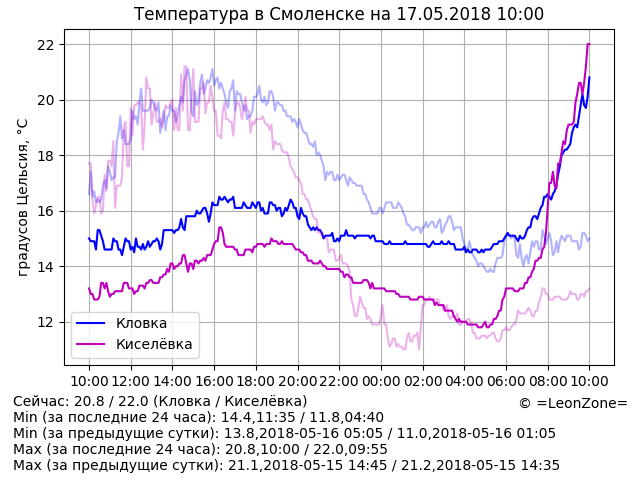 Температура в Смоленске на 17.05.2018 10:00
градусов Цельсия, °C
22
20
18
16
14
12
Кловка
Киселёвка
10:00 12:00 14:00 16:00 18:00 20:00 22:00 00:00 02:00 04:00 06:00 08:00 10:00
Сейчас: 20.8 / 22.0 (Кловка / Киселёвка)
© =LeonZone=
Min (за последние 24 часа): 14.4,11:35 / 11.8,04:40
Min (за предыдущие сутки): 13.8,2018-05-16 05:05 / 11.0,2018-05-16 01:05
Max (за последние 24 часа): 20.8,10:00 / 22.0,09:55
Max (за предыдущие сутки): 21.1,2018-05-15 14:45 / 21.2,2018-05-15 14:35